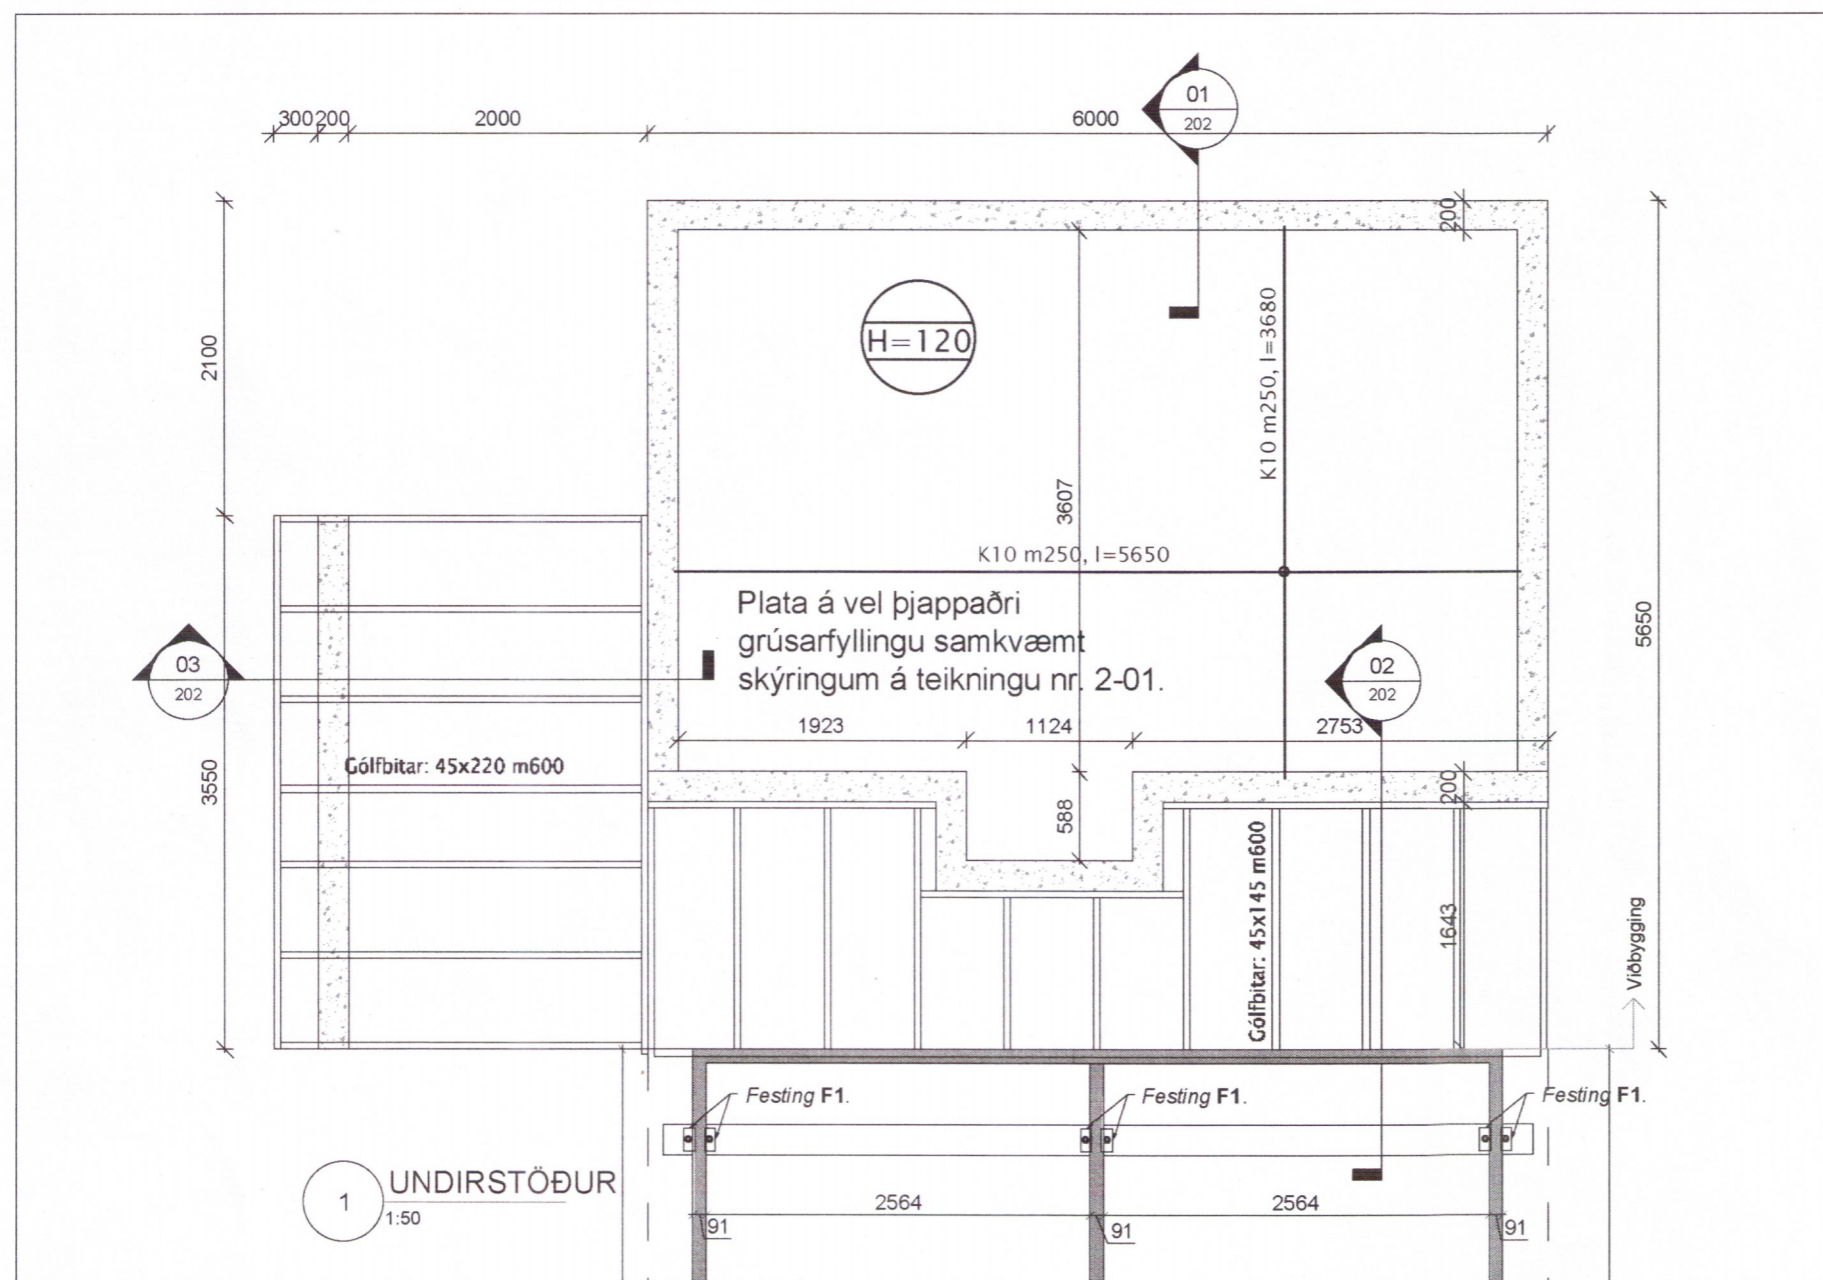 01
202
300
200
2000
6000
200
2100
H=120
K10 m250, l=3680
3607
K10 m250, l=5650
Plata á vel þjappaðri
grúsarfyllingu samkvæmt
skýringum á teikningu nr. 2-01.
5650
03
202
02
202
1923
1124
2753
3550
Gólfbitar: 45x220 m600
200
588
Gólfbitar: 45x145 m600
1643
Viðbygging
Festing F1.
Festing F1.
Festing F1.
1
UNDIRSTÖÐUR
1:50
2564
2564
91
91
91